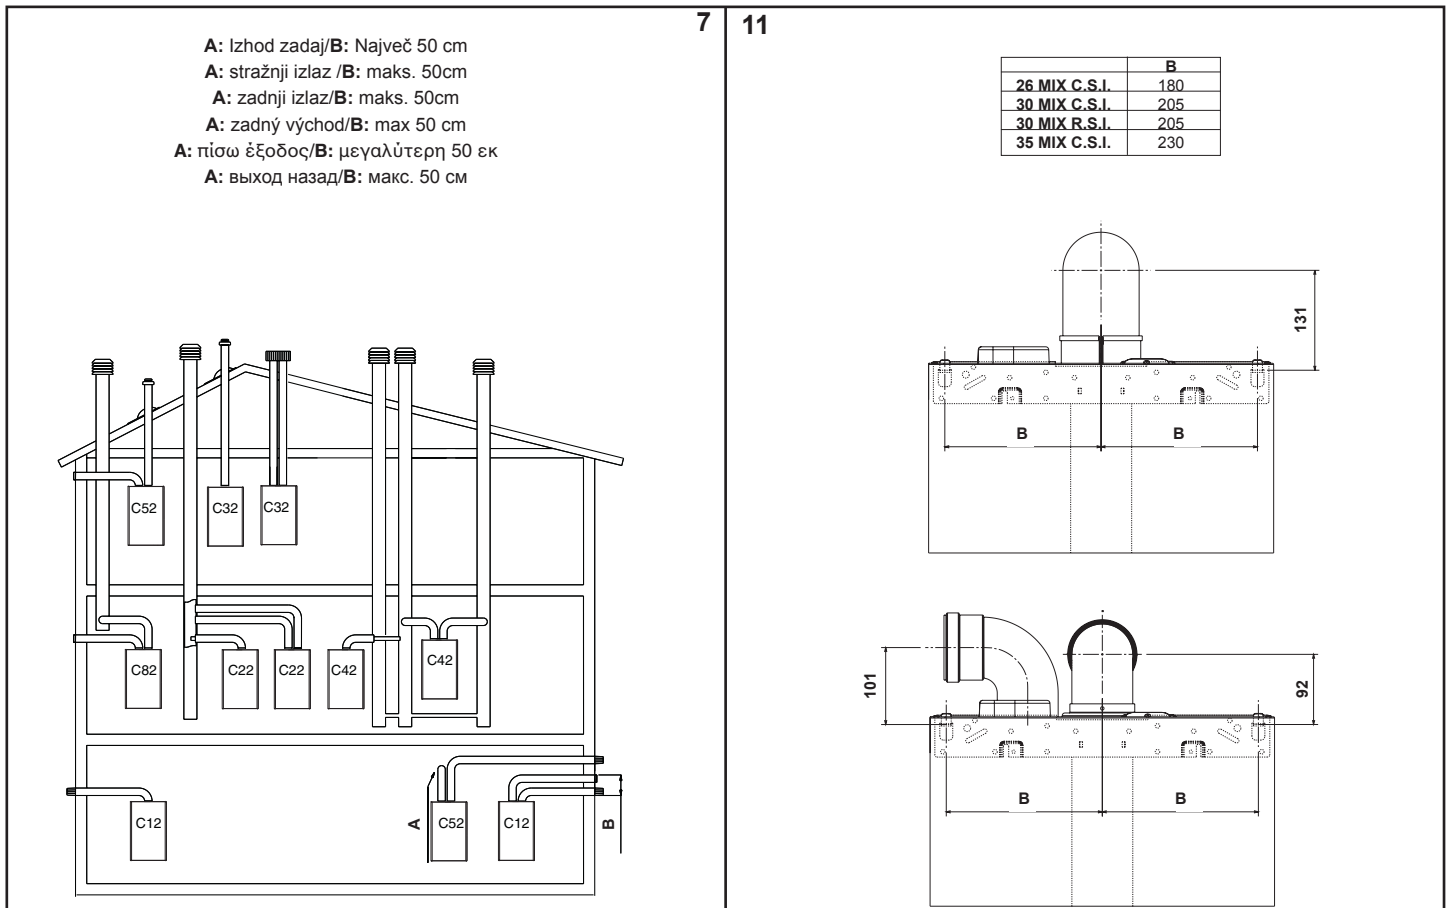 7
A: Izhod zadaj/B: Največ 50 cm
A: stražnji izlaz /B: maks. 50cm
A: zadnji izlaz/B: maks. 50cm
A: zadný východ/B: max 50 cm
A: πίσω έξοδος/B: μεγαλύτερη 50 εκ
A: выход назад/B: макс. 50 см
C52
C32
C32
C82
C22
C22
C42
C42
C12
A
C52
C12
B
11
B
26 MIX C.S.I. 180
30 MIX C.S.I. 205
30 MIX R.S.I. 205
35 MIX C.S.I. 230
131
B
B
101
92
B
B